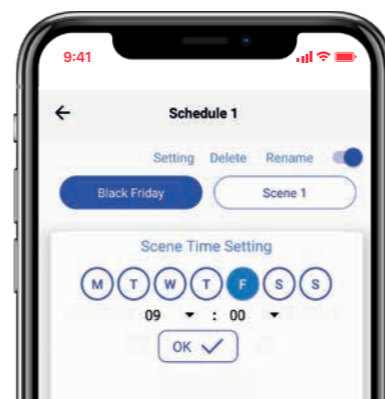 9:41
Schedule 1
Setting Delete Rename
Black Friday Scene 1
Scene Time Setting
M T W T F S S
09 : 00
OK